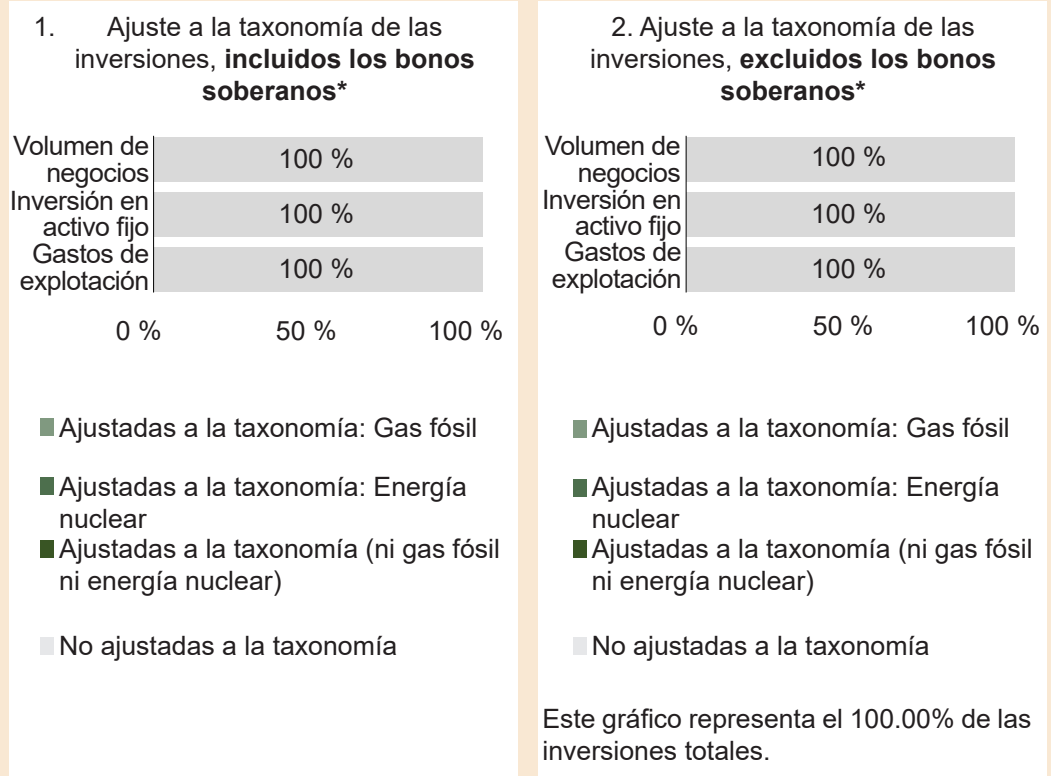 1. Ajuste a la taxonomía de las
inversiones, incluidos los bonos
soberanos*
Volumen de
negocios
100 %
Inversión en
activo fijo
100 %
Gastos de
explotación
100 %
0 % 50 % 100 %
Ajustadas a la taxonomía: Gas fósil
Ajustadas a la taxonomía: Energía
nuclear
Ajustadas a la taxonomía (ni gas fósil
ni energía nuclear)
No ajustadas a la taxonomía
2. Ajuste a la taxonomía de las
inversiones, excluidos los bonos
soberanos*
Volumen de
negocios
100 %
Inversión en
activo fijo
100 %
Gastos de
explotación
100 %
0 % 50 % 100 %
Ajustadas a la taxonomía: Gas fósil
Ajustadas a la taxonomía: Energía
nuclear
Ajustadas a la taxonomía (ni gas fósil
ni energía nuclear)
No ajustadas a la taxonomía
Este gráfico representa el 100.00% de las
inversiones totales.